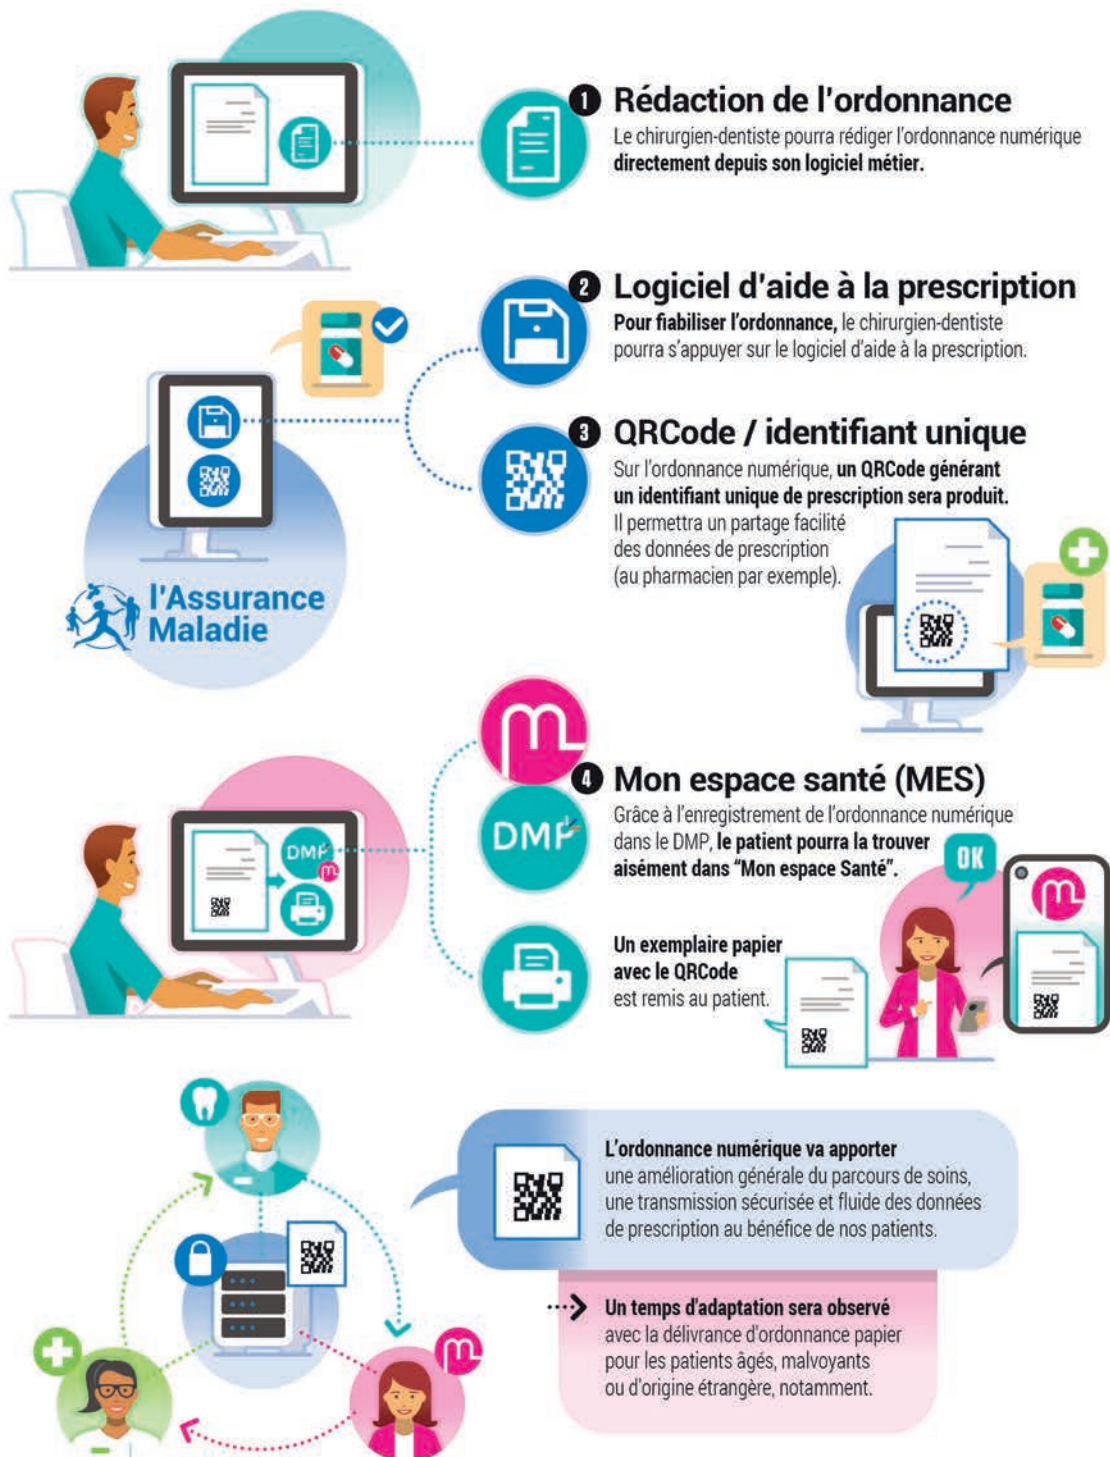 1 Rédaction de l'ordonnance
Le chirurgien-dentiste pourra rédiger l'ordonnance numérique
directement depuis son logiciel métier.
2 Logiciel d'aide à la prescription
Pour fiabiliser l'ordonnance, le chirurgien-dentiste
pourra s'appuyer sur le logiciel d'aide à la prescription.
3 QRCode / identifiant unique
Sur l'ordonnance numérique, un QRCode générant
un identifiant unique de prescription sera produit.
Il permettra un partage facilité
des données de prescription
(au pharmacien par exemple).
l'Assurance
Maladie
m
4 Mon espace santé (MES)
DMP
Grâce à l'enregistrement de l'ordonnance numérique
dans le DMP, le patient pourra la trouver
aisément dans “Mon espace Santé”.
DMP
m
OK
m
Un exemplaire papier
avec le QRCode
est remis au patient.
L'ordonnance numérique va apporter
une amélioration générale du parcours de soins,
une transmission sécurisée et fluide des données
de prescription au bénéfice de nos patients.
m
Un temps d'adaptation sera observé
avec la délivrance d'ordonnance papier
pour les patients âgés, malvoyants
ou d'origine étrangère, notamment.